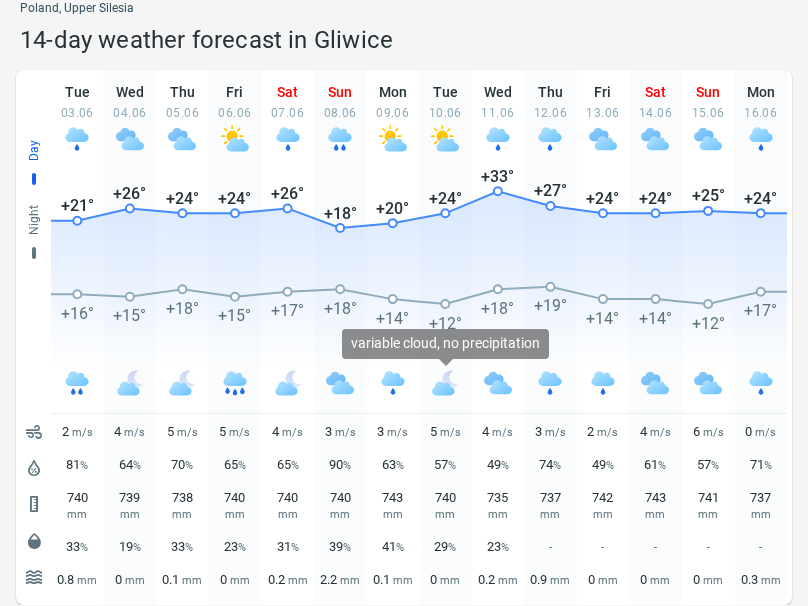 Poland, Upper Silesia
14-day weather forecast in Gliwice
Tue Wed Thu Fri Sat Sun Mon Tue Wed Thu Fri Sat Sun Mon
03.06 04.06 05.06 06.06 07.06 08.06 09.06 10.06 11.06 12.06 13.06 14.06 15.06 16.06
Day
Night
+21° +26° +24° +24° +26° +18° +20° +24° +33° +27° +24° +24° +25° +24°
+16° +15° +18° +15° +17° +18° +14° +12° +18° +19° +14° +14° +12° +17°
variable cloud, no precipitation
2 m/s 4 m/s 5 m/s 5 m/s 4 m/s 3 m/s 3 m/s 5 m/s 4 m/s 3 m/s 2 m/s 4 m/s 6 m/s 0 m/s
81% 64% 70% 65% 65% 90% 63% 57% 49% 74% 49% 61% 57% 71%
740 739 738 740 740 740 743 740 735 737 742 743 741 737
mm mm mm mm mm mm mm mm mm mm mm mm mm mm
33% 19% 33% 23% 31% 39% 41% 29% 23% - - - - -
0.8 mm 0 mm 0.1 mm 0 mm 0.2 mm 2.2 mm 0.1 mm 0 mm 0.2 mm 0.9 mm 0 mm 0 mm 0 mm 0.3 mm